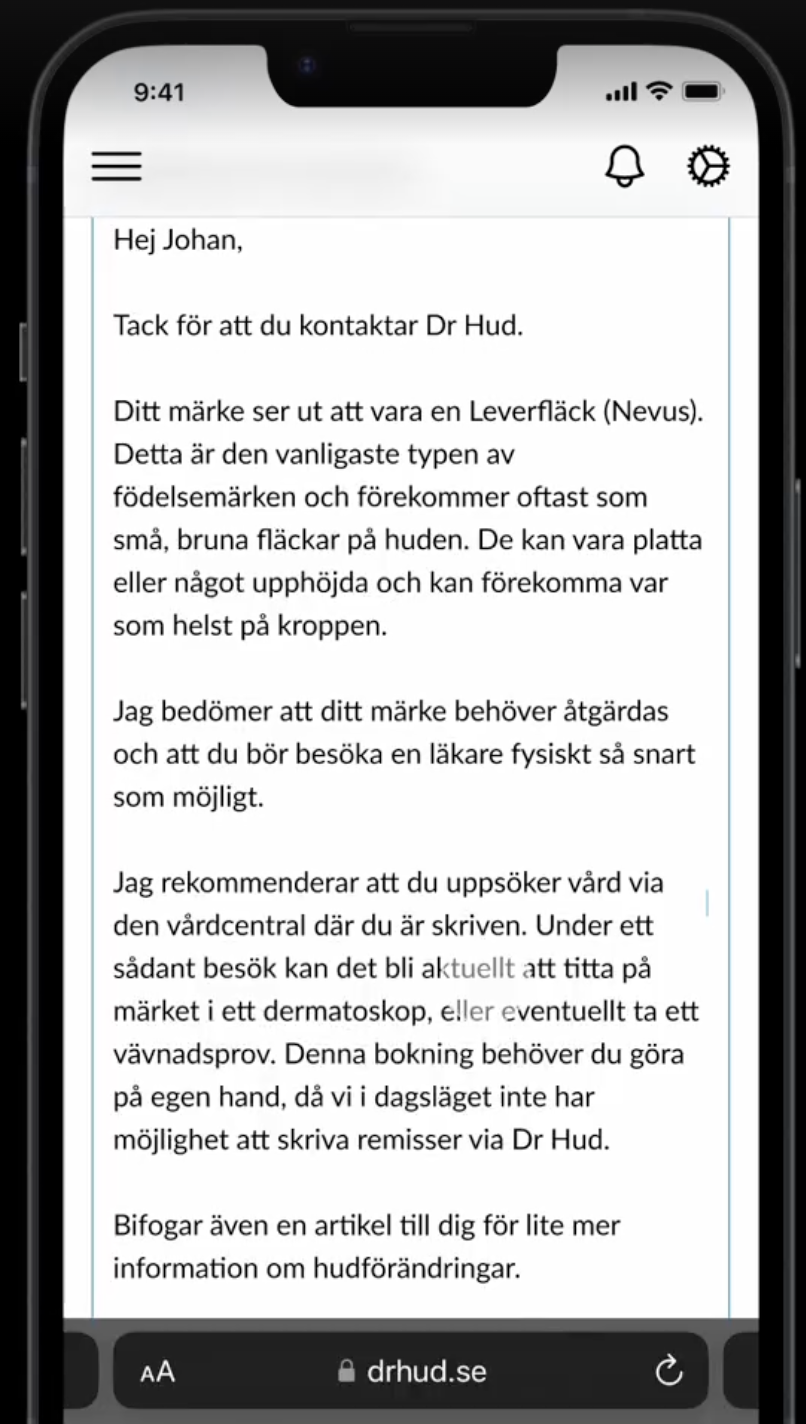 9:41
Hej Johan,
Tack för att du kontaktar Dr Hud.
Ditt märke ser ut att vara en Leverfläck (Nevus).
Detta är den vanligaste typen av
födelsemärken och förekommer oftast som
små, bruna fläckar på huden. De kan vara platta
eller något upphöjda och kan förekomma var
som helst på kroppen.
Jag bedömer att ditt märke behöver åtgärdas
och att du bör besöka en läkare fysiskt så snart
som möjligt.
Jag rekommenderar att du uppsöker vård via
den vårdcentral där du är skriven. Under ett
sådant besök kan det bli aktuellt att titta på
märket i ett dermatoskop, eller eventuellt ta ett
vävnadsprov. Denna bokning behöver du göra
på egen hand, då vi i dagsläget inte har
möjlighet att skriva remisser via Dr Hud.
Bifogar även en artikel till dig för lite mer
information om hudförändringar.
AA drhud.se